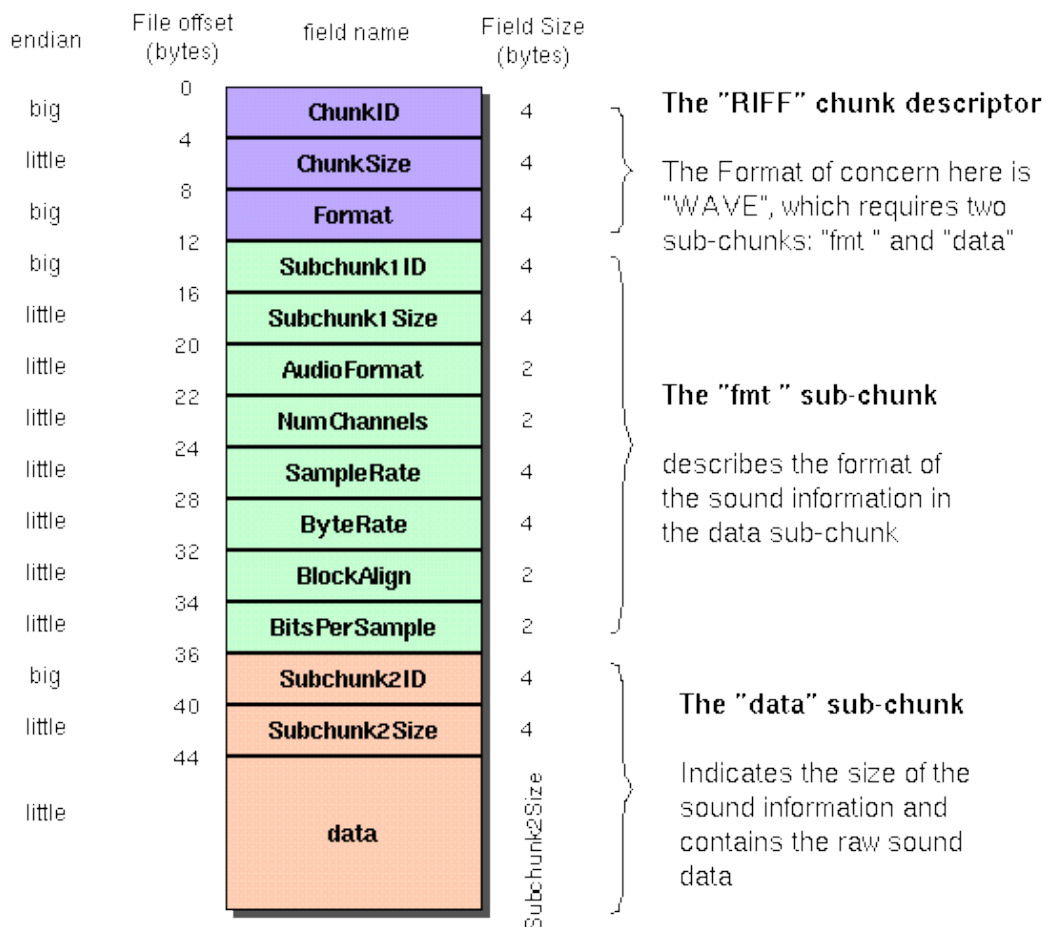 endian File offset (bytes) field name Field Size (bytes)
0
big ChunkID 4
4
little ChunkSize 4
8
big Format 4
12
big Subchunk1ID 4
16
little Subchunk1Size 4
20
little AudioFormat 2
22
little NumChannels 2
24
little SampleRate 4
28
little ByteRate 4
32
little BlockAlign 2
34
little BitsPerSample 2
36
big Subchunk2ID 4
40
little Subchunk2Size 4
44
little data Subchunk2Size
The "RIFF" chunk descriptor
The Format of concern here is
"WAVE", which requires two
sub-chunks: "fmt " and "data"
The "fmt " sub-chunk
describes the format of
the sound information in
the data sub-chunk
The "data" sub-chunk
Indicates the size of the
sound information and
contains the raw sound
data